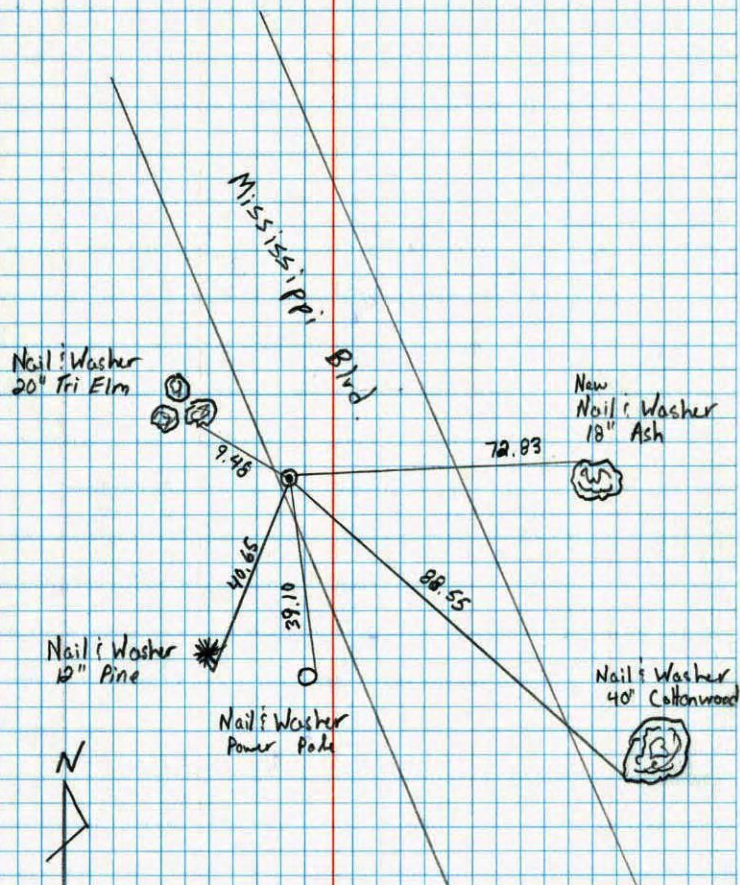 Mississippi Blvd.
Nail & Washer
20" Tri Elm
New
Nail & Washer
18" Ash
9.48
72.83
40.65
39.10
88.55
Nail & Washer
12" Pine
Nail & Washer
Power Pole
Nail & Washer
40" Cottonwood
N